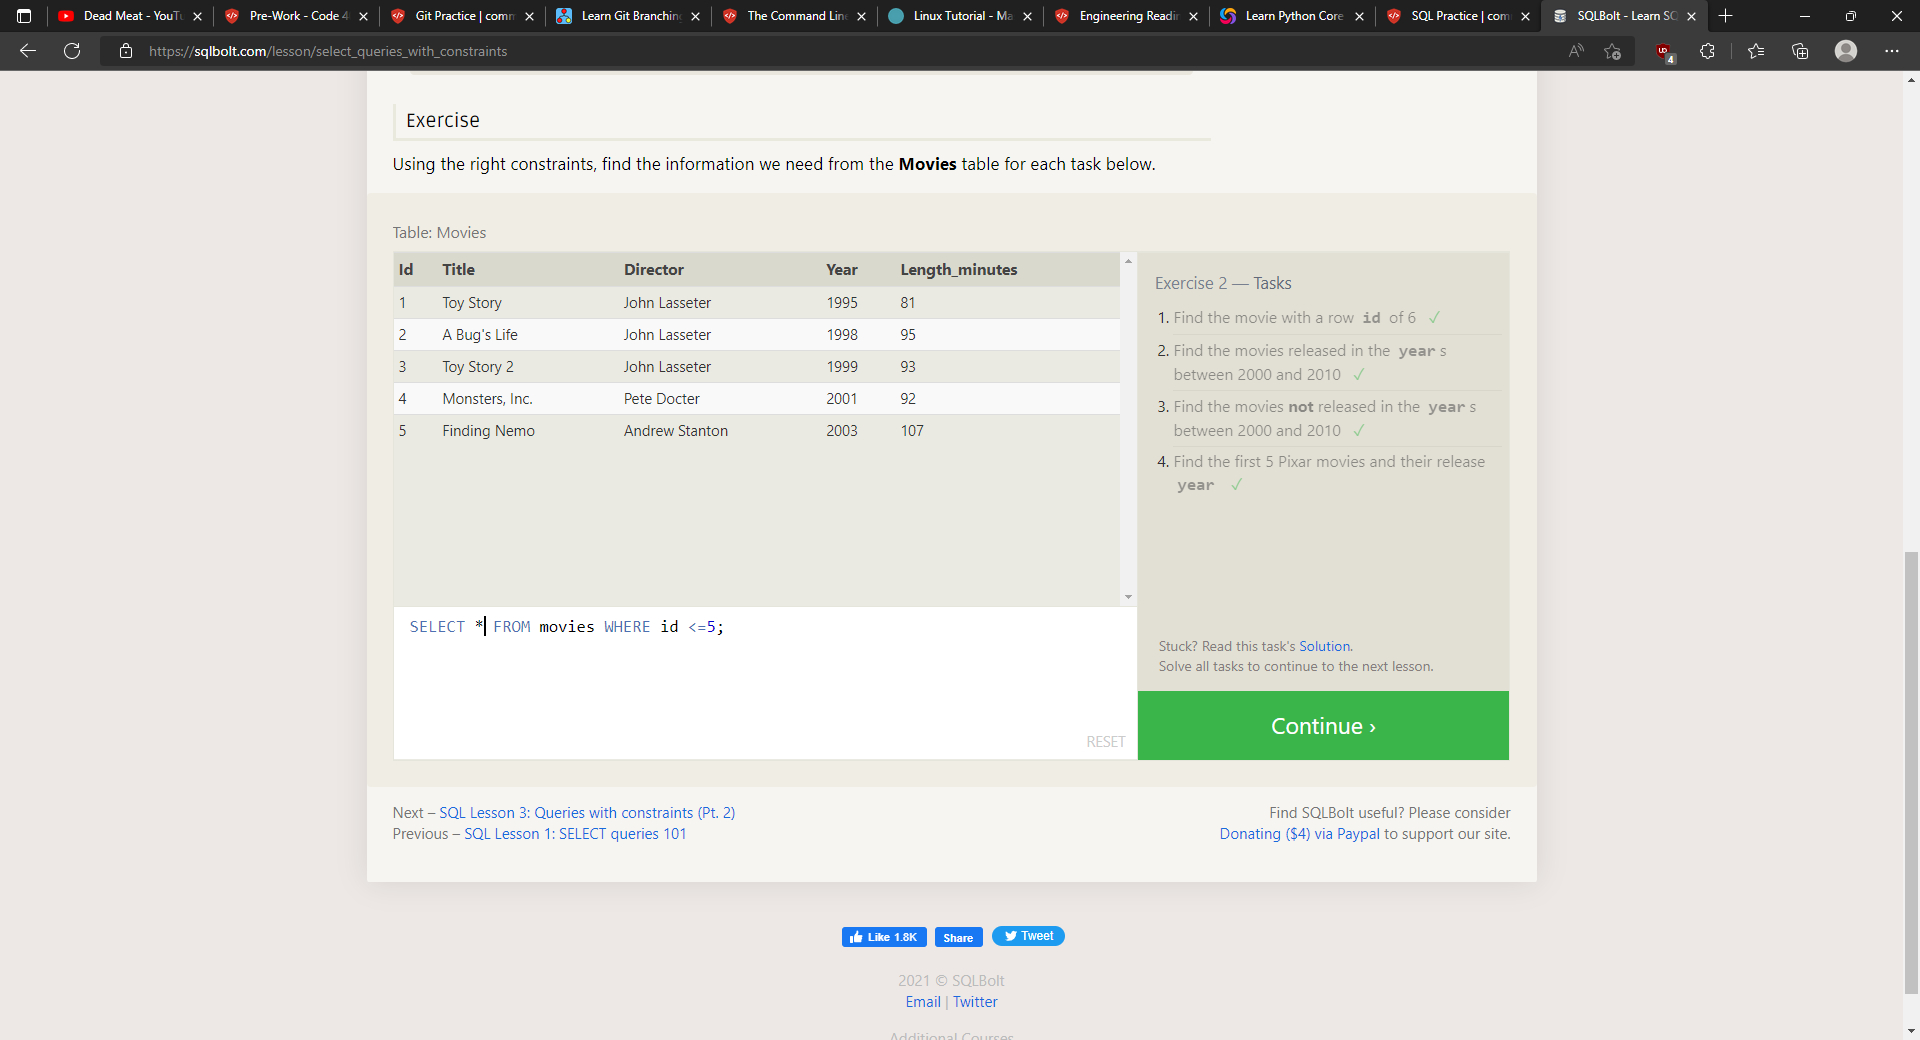 Dead Meat - YouTu
Pre-Work - Code 4
Git Practice | comm
Learn Git Branching
The Command Line
Linux Tutorial - Ma
Engineering Readin
Learn Python Core
SQL Practice | com
SQLBolt - Learn SQ
https://sqlbolt.com/lesson/select_queries_with_constraints
4
Exercise
Using the right constraints, find the information we need from the Movies table for each task below.
Table: Movies
Id Title Director Year Length_minutes
1 Toy Story John Lasseter 1995 81
2 A Bug's Life John Lasseter 1998 95
3 Toy Story 2 John Lasseter 1999 93
4 Monsters, Inc. Pete Docter 2001 92
5 Finding Nemo Andrew Stanton 2003 107
SELECT * FROM movies WHERE id <=5;
RESET
Exercise 2 — Tasks
1. Find the movie with a row id of 6 ✓
2. Find the movies released in the year s
between 2000 and 2010 ✓
3. Find the movies not released in the year s
between 2000 and 2010 ✓
4. Find the first 5 Pixar movies and their release
year ✓
Stuck? Read this task's Solution.
Solve all tasks to continue to the next lesson.
Continue ›
Next – SQL Lesson 3: Queries with constraints (Pt. 2)
Previous – SQL Lesson 1: SELECT queries 101
Find SQLBolt useful? Please consider
Donating ($4) via Paypal to support our site.
Like 1.8K
Share
Tweet
2021 © SQLBolt
Email | Twitter
Additional Courses